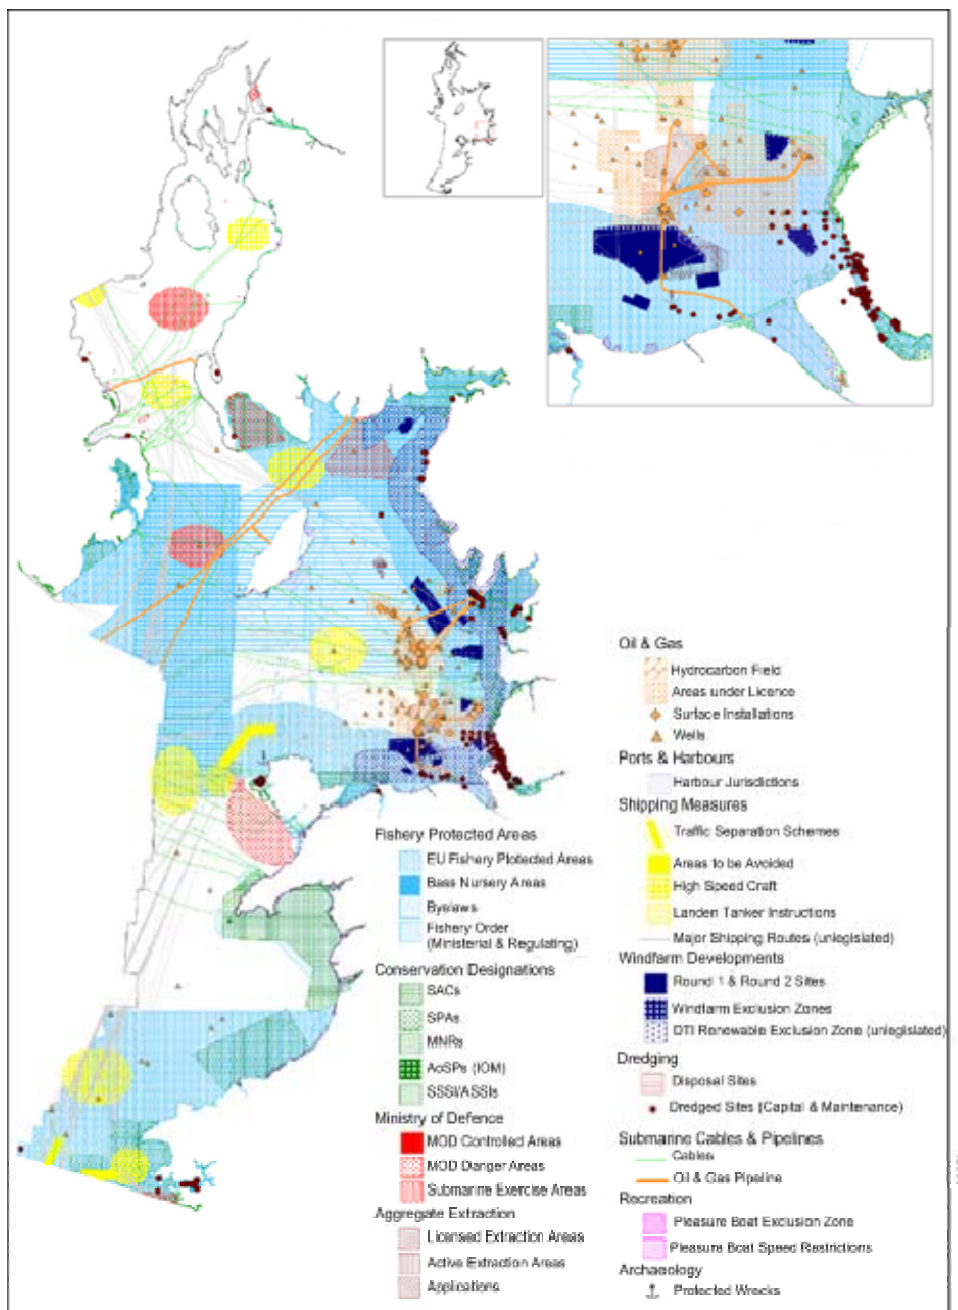 Fishery Protected Areas
EU Fishery Protected Areas
Bass Nursery Areas
Byelaws
Fishery Order
(Ministerial & Regulating)
Conservation Designations
SACs
SPAs
MNRs
AoSPs (IOM)
SSSI/ASSIs
Ministry of Defence
MOD Controlled Areas
MOD Danger Areas
Submarine Exercise Areas
Aggregate Extraction
Licensed Extraction Areas
Active Extraction Areas
Applications
Oil & Gas
Hydrocarbon Field
Areas under Licence
Surface Installations
Wells
Ports & Harbours
Harbour Jurisdictions
Shipping Measures
Traffic Separation Schemes
Areas to be Avoided
High Speed Craft
Laden Tanker Instructions
Major Shipping Routes (unlegislated)
Windfarm Developments
Round 1 & Round 2 Sites
Windfarm Exclusion Zones
DTI Renewable Exclusion Zone (unlegislated)
Dredging
Disposal Sites
Dredged Sites (Capital & Maintenance)
Submarine Cables & Pipelines
Cables
Oil & Gas Pipeline
Recreation
Pleasure Boat Exclusion Zone
Pleasure Boat Speed Restrictions
Archaeology
Protected Wrecks